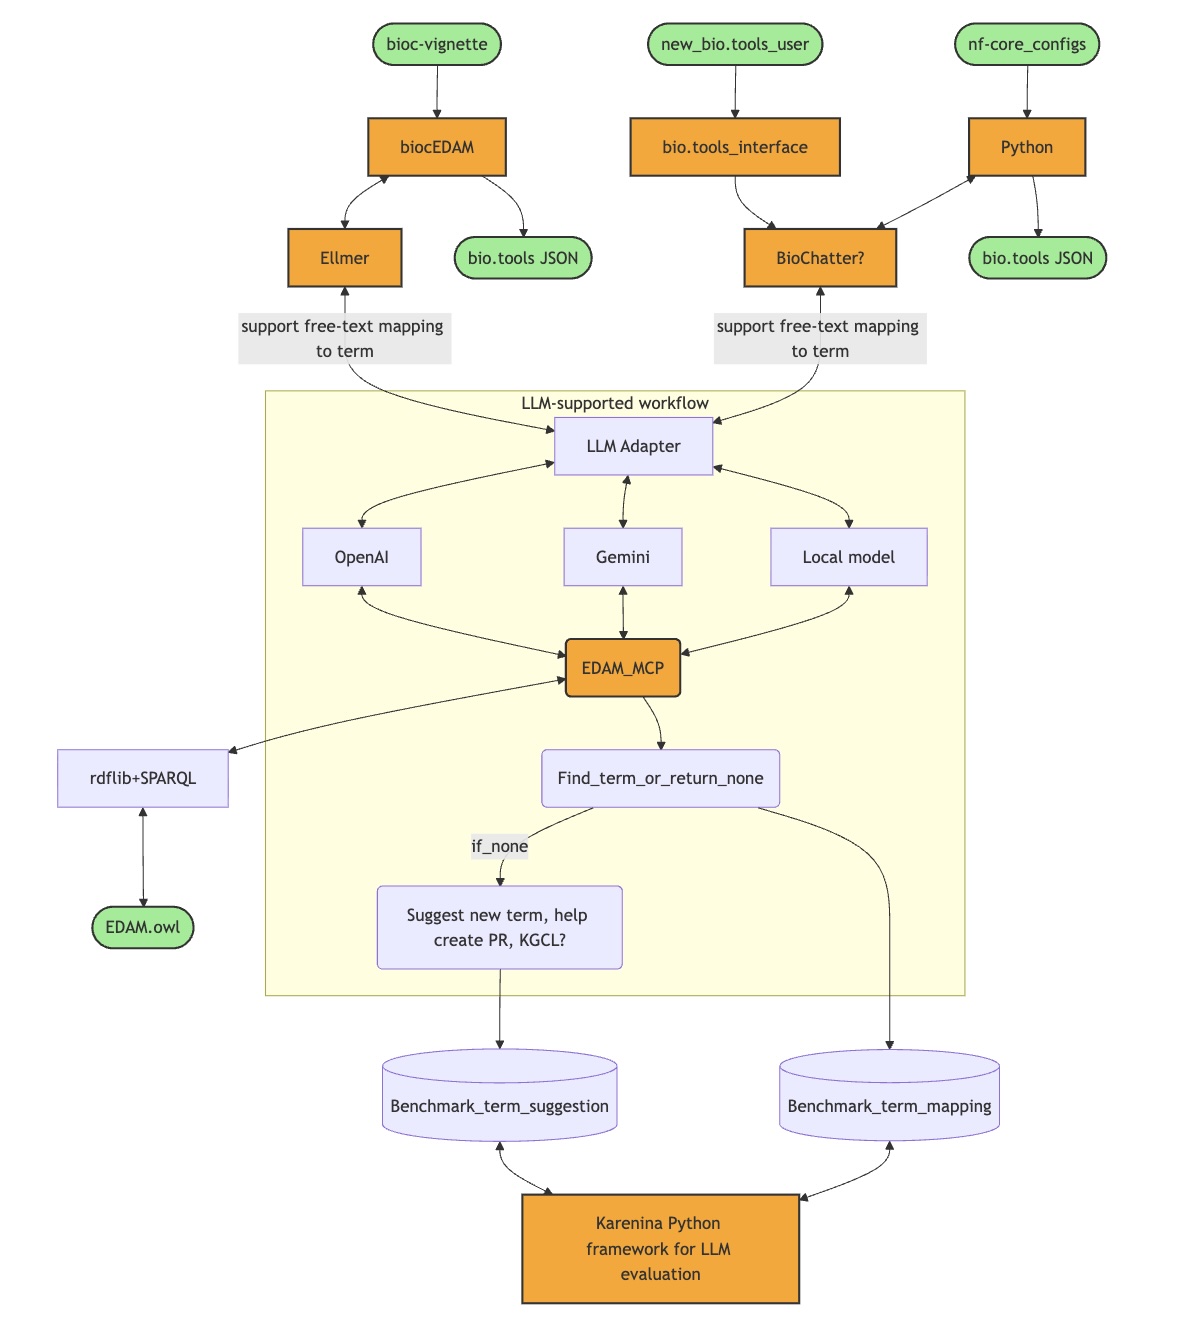 bioc-vignette
new_bio.tools_user
nf-core_configs
biocEDAM
bio.tools_interface
Python
Ellmer
bio.tools JSON
BioChatter?
bio.tools JSON
support free-text mapping
to term
support free-text mapping
to term
LLM-supported workflow
LLM Adapter
OpenAI
Gemini
Local model
EDAM_MCP
rdflib+SPARQL
Find_term_or_return_none
if_none
Suggest new term, help
create PR, KGCL?
EDAM.owl
Benchmark_term_suggestion
Benchmark_term_mapping
Karenina Python
framework for LLM
evaluation